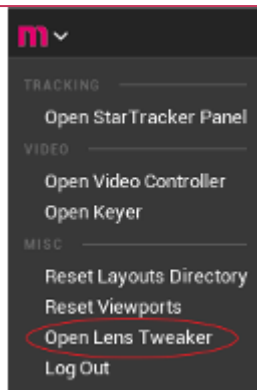 m
TRACKING
Open StarTracker Panel
VIDEO
Open Video Controller
Open Keyer
MISC
Reset Layouts Directory
Reset Viewports
Open Lens Tweaker
Log Out